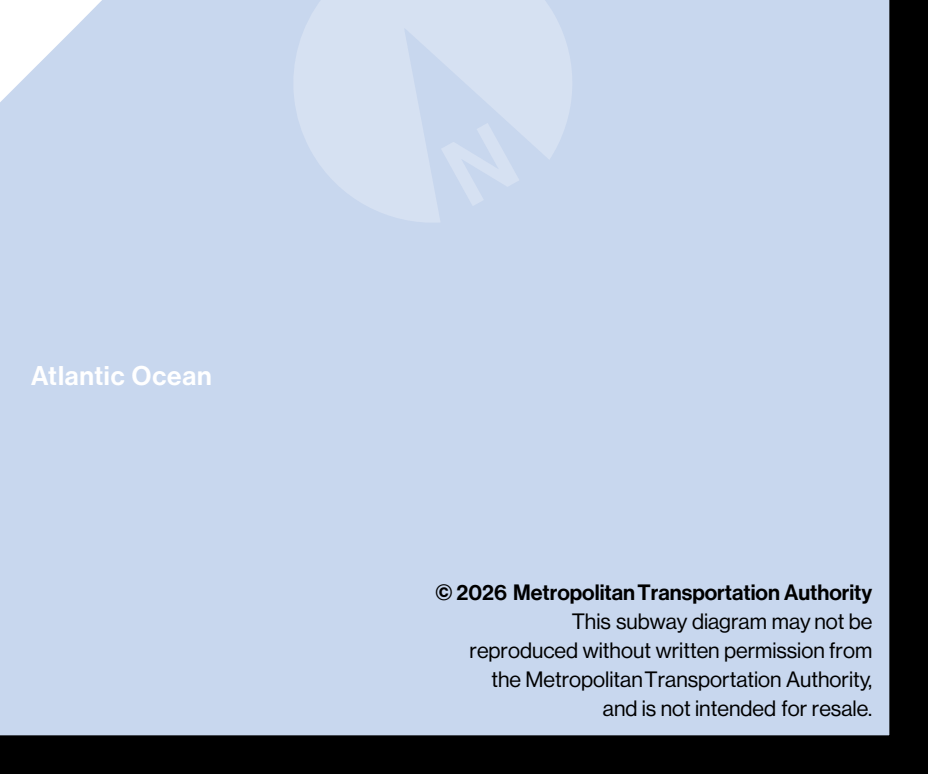 N
Atlantic Ocean
© 2026 Metropolitan Transportation Authority
This subway diagram may not be
reproduced without written permission from
the Metropolitan Transportation Authority,
and is not intended for resale.